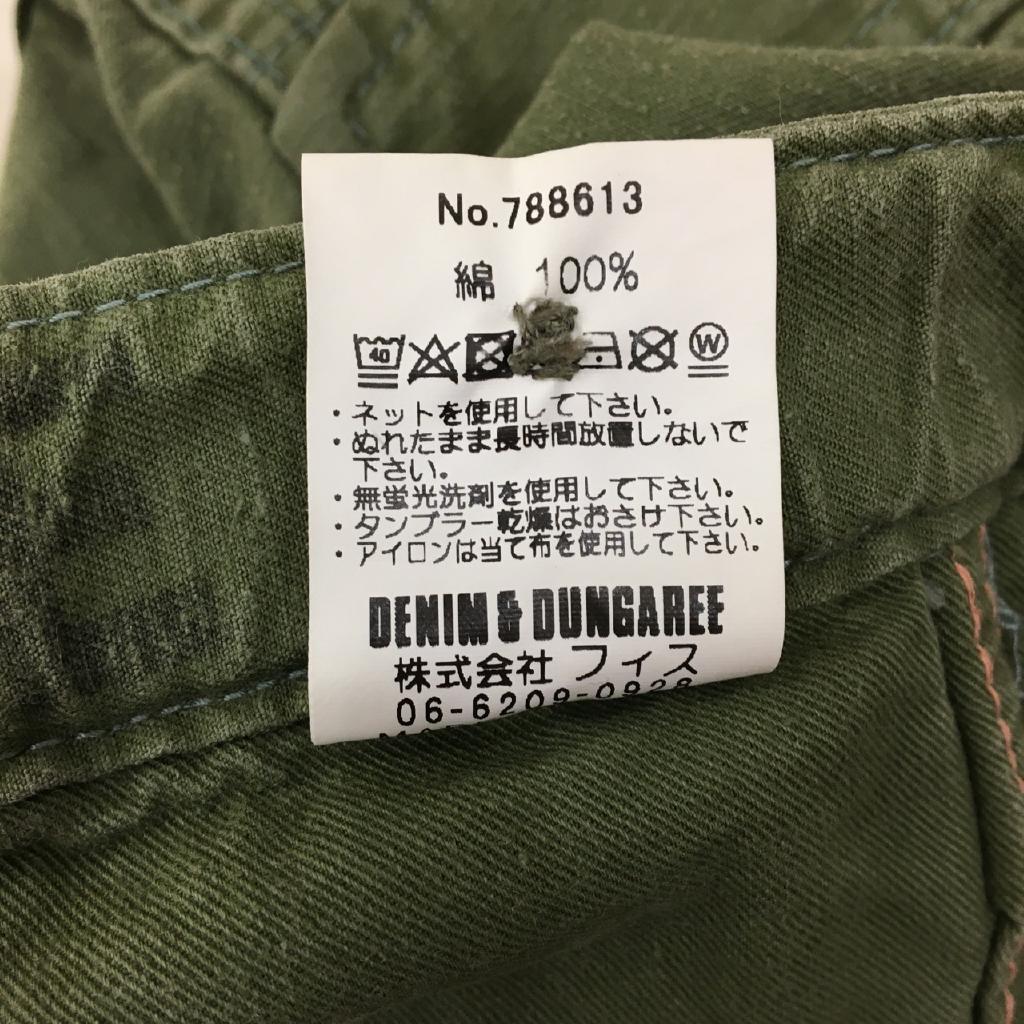 No.788613
綿 100%
40 W
・ネットを使用して下さい。
・ぬれたまま長時間放置しないで
下さい。
・無蛍光洗剤を使用して下さい。
・タンブラー乾燥はおさけ下さい。
・アイロンは当て布を使用して下さい。
DENIM & DUNGAREE
株式会社 フィス
06-6209-0928